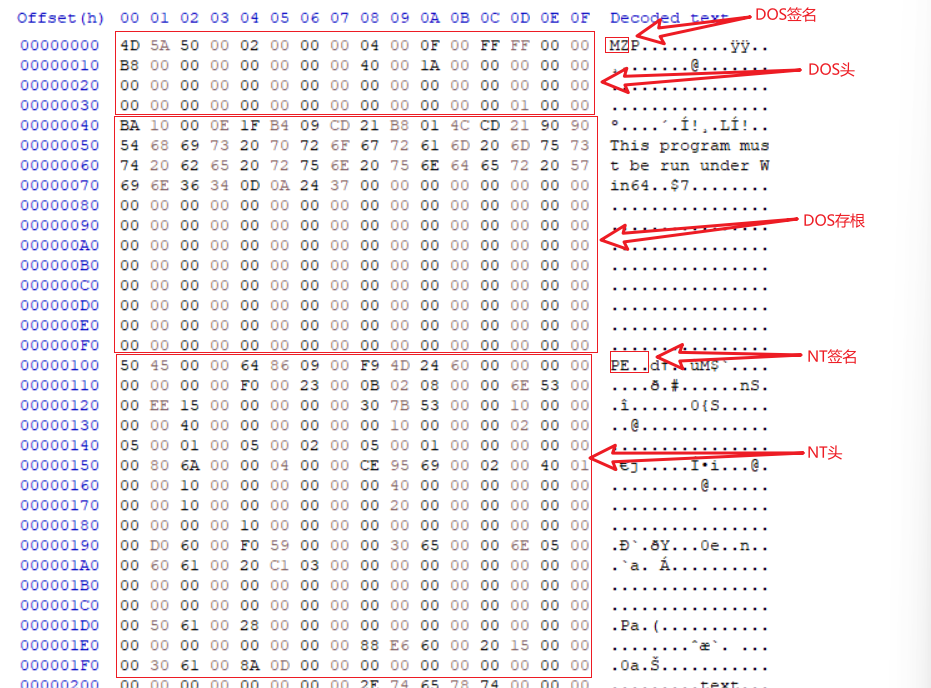 Offset(h) 00 01 02 03 04 05 06 07 08 09 0A 0B 0C 0D 0E 0F Decoded text DOS签名
00000000 4D 5A 50 00 02 00 00 00 04 00 0F 00 FF FF 00 00 MZP.........ÿÿ..
00000010 B8 00 00 00 00 00 00 00 40 00 1A 00 00 00 00 00 ¸.......@.......
DOS头
00000020 00 00 00 00 00 00 00 00 00 00 00 00 00 00 00 00 ................
00000030 00 00 00 00 00 00 00 00 00 00 00 00 00 01 00 00 ................
00000040 BA 10 00 0E 1F B4 09 CD 21 B8 01 4C CD 21 90 90 º....´.Í!¸.LÍ!..
00000050 54 68 69 73 20 70 72 6F 67 72 61 6D 20 6D 75 73 This program mus
00000060 74 20 62 65 20 72 75 6E 20 75 6E 64 65 72 20 57 t be run under W
00000070 69 6E 36 34 0D 0A 24 37 00 00 00 00 00 00 00 00 in64..$7........
00000080 00 00 00 00 00 00 00 00 00 00 00 00 00 00 00 00 ................
00000090 00 00 00 00 00 00 00 00 00 00 00 00 00 00 00 00 ................
DOS存根
000000A0 00 00 00 00 00 00 00 00 00 00 00 00 00 00 00 00 ................
000000B0 00 00 00 00 00 00 00 00 00 00 00 00 00 00 00 00 ................
000000C0 00 00 00 00 00 00 00 00 00 00 00 00 00 00 00 00 ................
000000D0 00 00 00 00 00 00 00 00 00 00 00 00 00 00 00 00 ................
000000E0 00 00 00 00 00 00 00 00 00 00 00 00 00 00 00 00 ................
000000F0 00 00 00 00 00 00 00 00 00 00 00 00 00 00 00 00 ................
00000100 50 45 00 00 64 86 09 00 F9 4D 24 60 00 00 00 00 PE..d†..ùM$`....
NT签名
00000110 00 00 00 00 F0 00 23 00 0B 02 08 00 00 6E 53 00 ....ð.#......nS.
00000120 00 EE 15 00 00 00 00 00 30 7B 53 00 00 10 00 00 .î......0{S.....
00000130 00 00 40 00 00 00 00 00 00 10 00 00 00 02 00 00 ..@.............
00000140 05 00 01 00 05 00 02 00 05 00 01 00 00 00 00 00 ................
00000150 00 80 6A 00 00 04 00 00 CE 95 69 00 02 00 40 01 .€j.....Î•i...@.
NT头
00000160 00 00 10 00 00 00 00 00 00 40 00 00 00 00 00 00 .........@......
00000170 00 00 10 00 00 00 00 00 00 20 00 00 00 00 00 00 ......... ......
00000180 00 00 00 00 10 00 00 00 00 00 00 00 00 00 00 00 ................
00000190 00 D0 60 00 F0 59 00 00 00 30 65 00 00 6E 05 00 .Ð`.ðY...0e..n..
000001A0 00 60 61 00 20 C1 03 00 00 00 00 00 00 00 00 00 .`a. Á..........
000001B0 00 00 00 00 00 00 00 00 00 00 00 00 00 00 00 00 ................
000001C0 00 00 00 00 00 00 00 00 00 00 00 00 00 00 00 00 ................
000001D0 00 50 61 00 28 00 00 00 00 00 00 00 00 00 00 00 .Pa.(...........
000001E0 00 00 00 00 00 00 00 00 88 E6 60 00 20 15 00 00 ........ˆæ`. ...
000001F0 00 30 61 00 8A 0D 00 00 00 00 00 00 00 00 00 00 .0a.Š...........
00000200 00 00 00 00 00 00 00 00 2E 74 65 78 74 00 00 00 .........text...